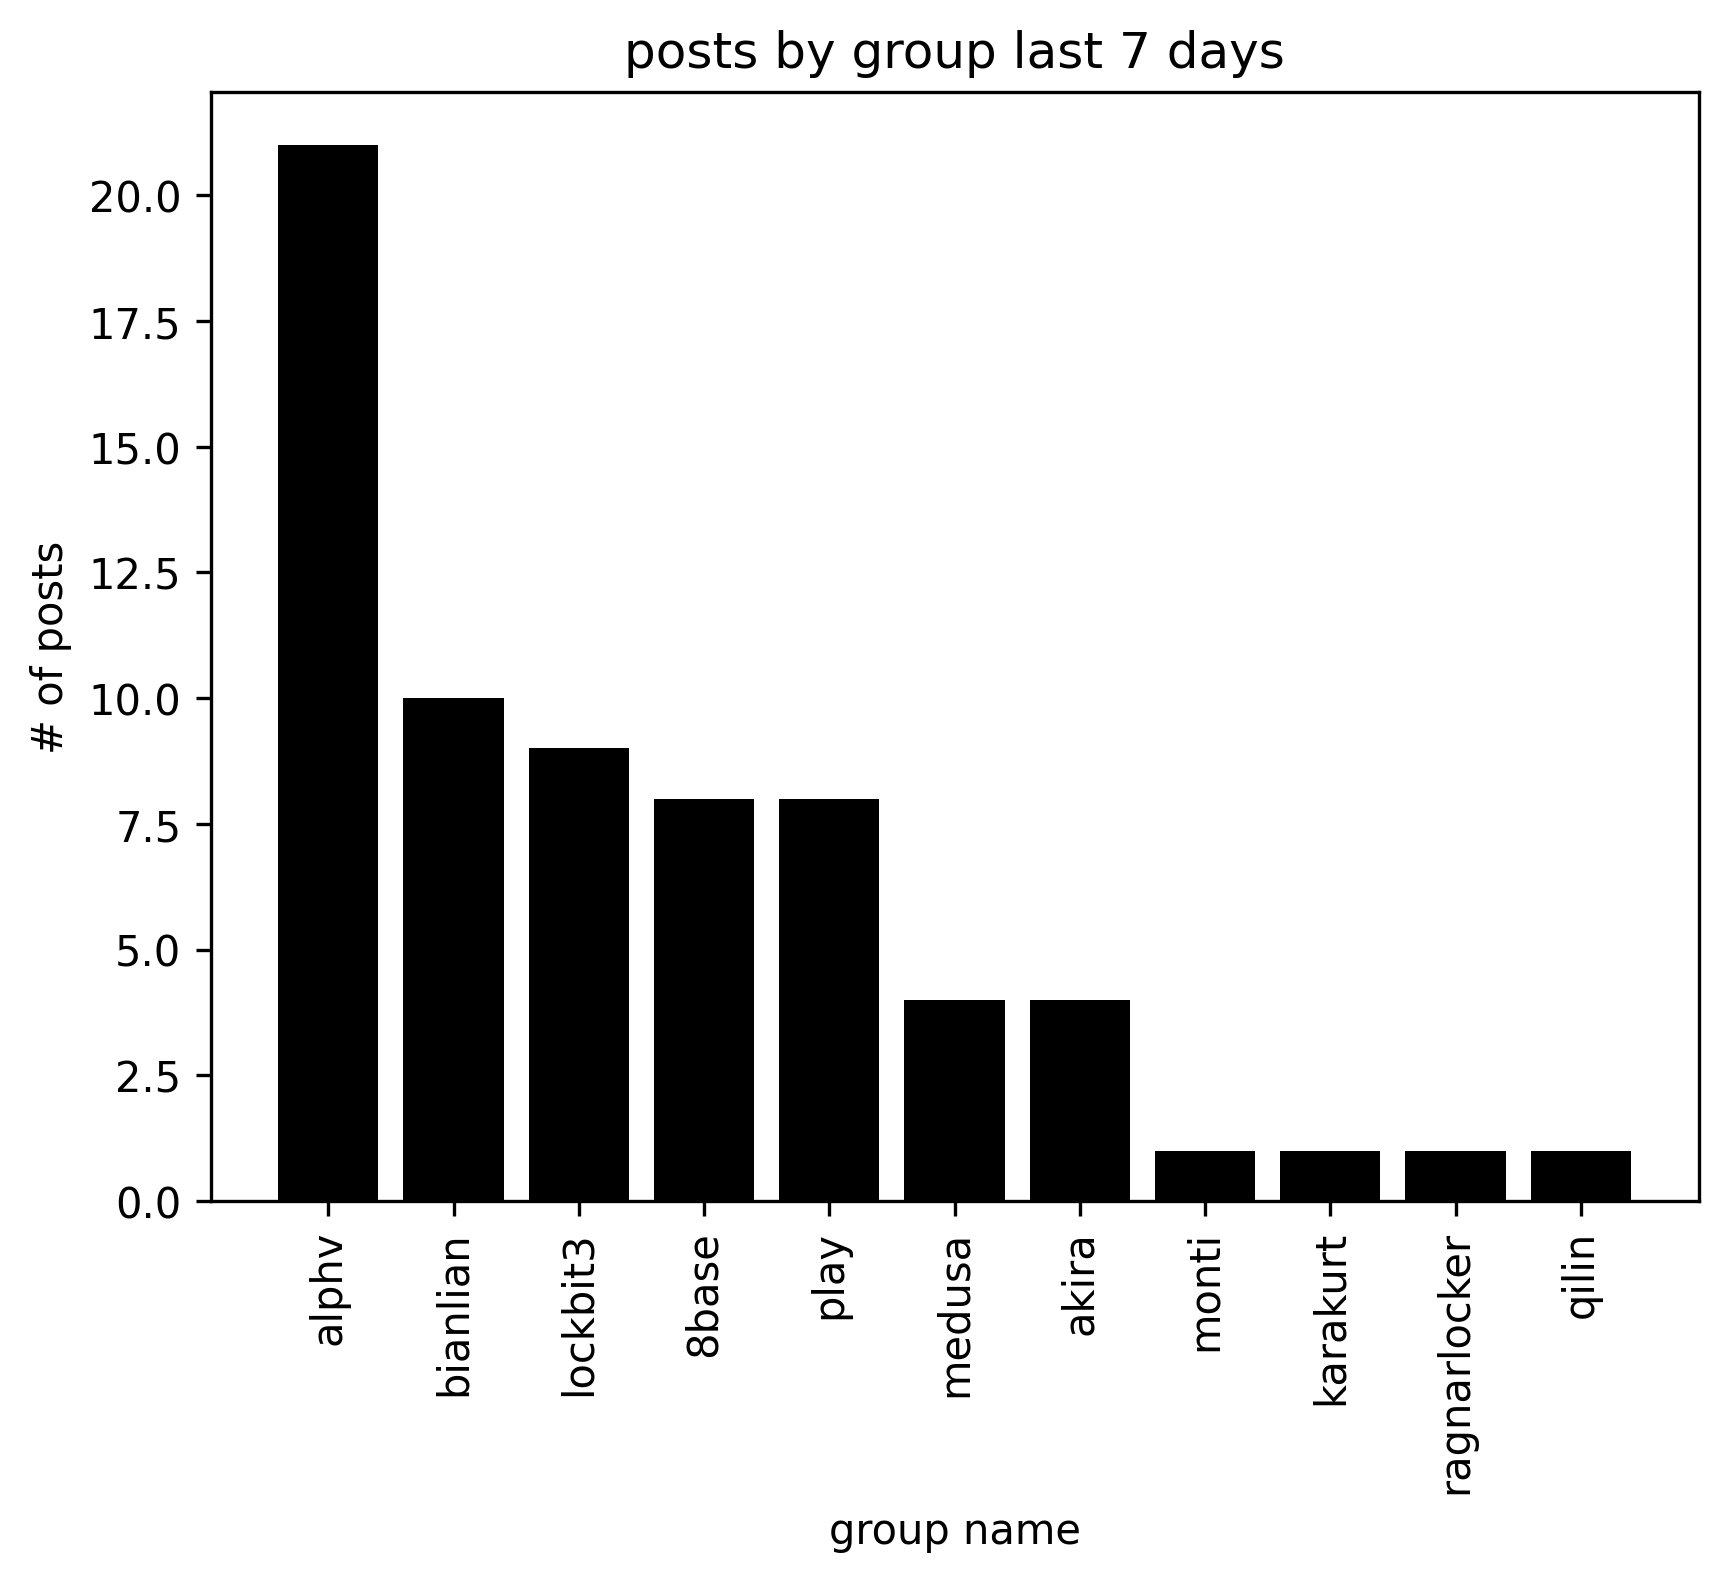 posts by group last 7 days
# of posts
20.0
17.5
15.0
12.5
10.0
7.5
5.0
2.5
0.0
alphv
bianlian
lockbit3
8base
play
medusa
akira
monti
karakurt
ragnarlocker
qilin
group name